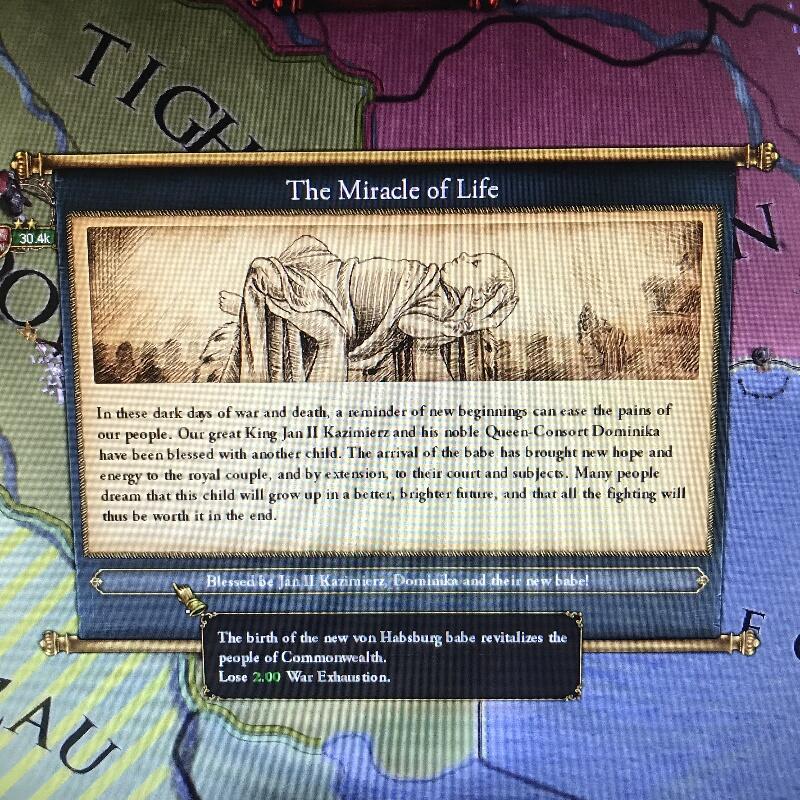 TIGH
The Miracle of Life
30.4k
N
In these dark days of war and death, a reminder of new beginnings can ease the pains of
our people. Our great King Jan II Kazimierz and his noble Queen-Consort Dominika
have been blessed with another child. The arrival of the babe has brought new hope and
energy to the royal couple, and by extension, to their court and subjects. Many people
dream that this child will grow up in a better, brighter future, and that all the fighting will
thus be worth it in the end.
Blessed be Jan II Kazimierz, Dominika and their new babe!
The birth of the new von Habsburg babe revitalizes the
people of Commonwealth.
Lose 2.00 War Exhaustion.
ZAU